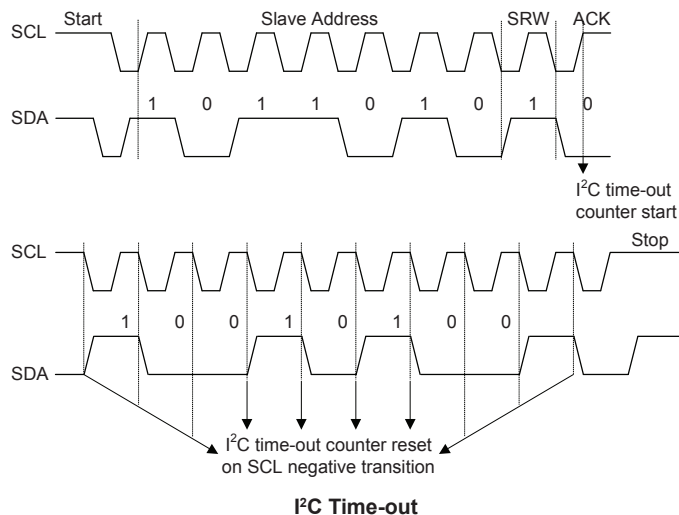 Start Slave Address SRW ACK
SCL
1 0 1 1 0 1 0 1 0
SDA
I²C time-out
counter start
Stop
SCL
1 0 0 1 0 1 0 0
SDA
I²C time-out counter reset
on SCL negative transition
I²C Time-out